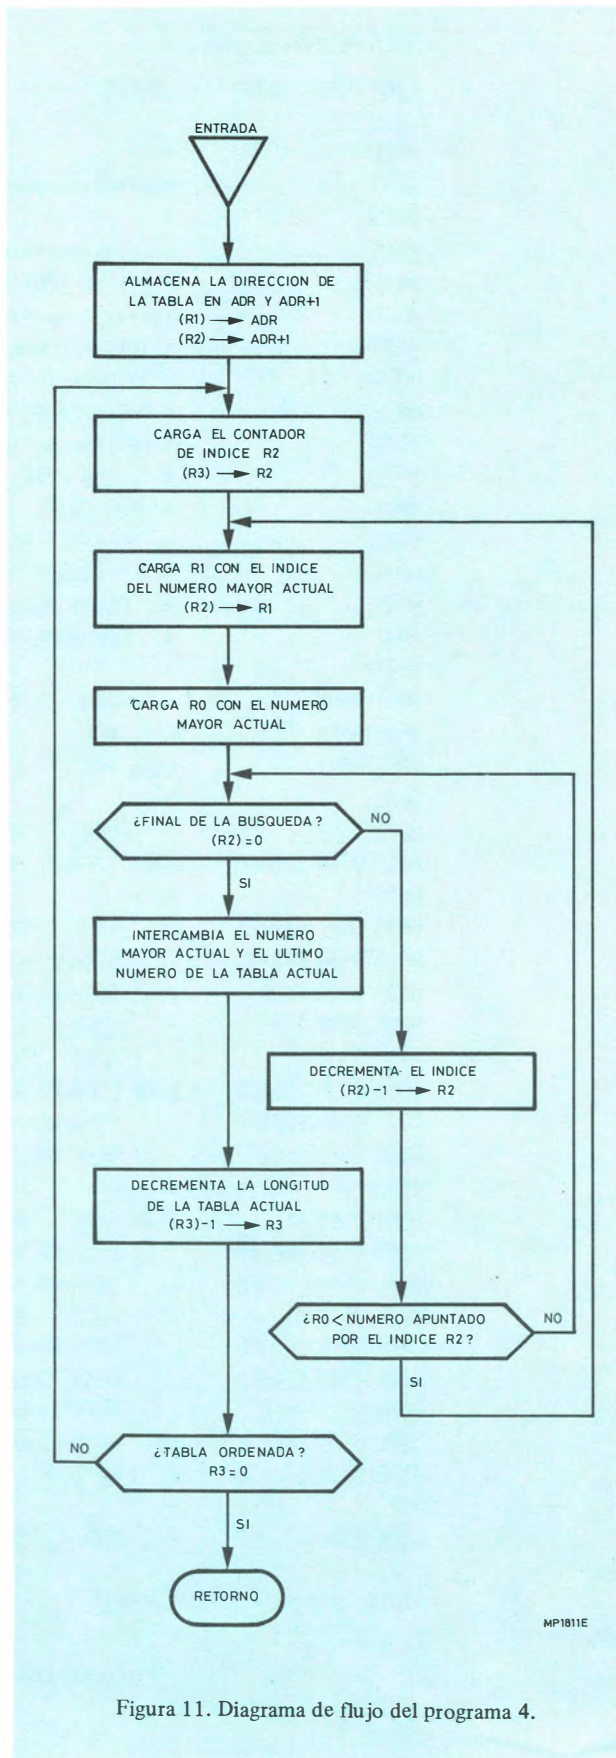 ENTRADA
ALMACENA LA DIRECCION DE
LA TABLA EN ADR Y ADR+1
(R1) → ADR
(R2) → ADR+1
CARGA EL CONTADOR
DE INDICE R2
(R3) → R2
CARGA R1 CON EL INDICE
DEL NUMERO MAYOR ACTUAL
(R2) → R1
CARGA R0 CON EL NUMERO
MAYOR ACTUAL
¿FINAL DE LA BUSQUEDA?
(R2)=0
NO
SI
INTERCAMBIA EL NUMERO
MAYOR ACTUAL Y EL ULTIMO
NUMERO DE LA TABLA ACTUAL
DECREMENTA EL INDICE
(R2)-1 → R2
DECREMENTA LA LONGITUD
DE LA TABLA ACTUAL
(R3)-1 → R3
¿R0<NUMERO APUNTADO
POR EL INDICE R2?
NO
SI
¿TABLA ORDENADA?
R3=0
NO
SI
RETORNO
MP1811E
Figura 11. Diagrama de flujo del programa 4.